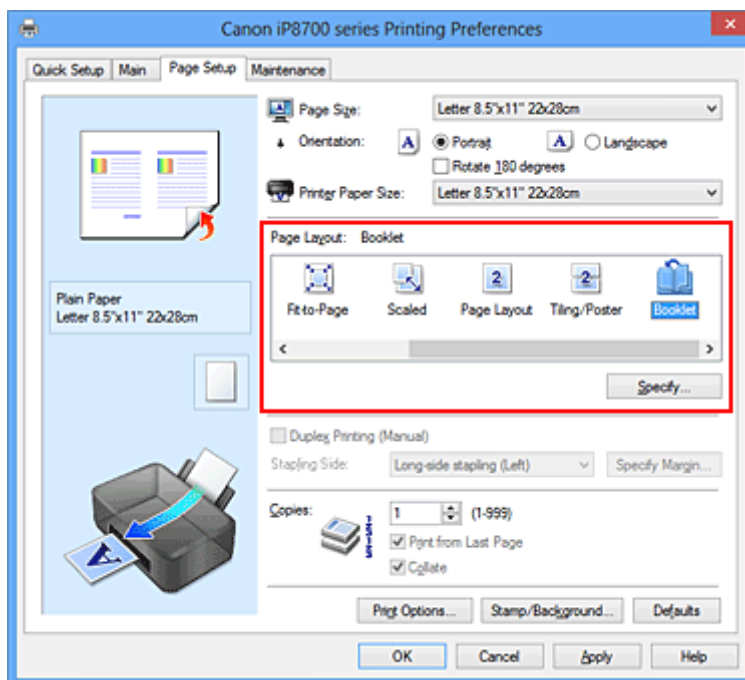 Canon iP8700 series Printing Preferences
Quick Setup Main Page Setup Maintenance
Page Size: Letter 8.5"x11" 22x28cm
Orientation: A Portrait A Landscape
Rotate 180 degrees
Printer Paper Size: Letter 8.5"x11" 22x28cm
Page Layout: Booklet
2 2
Fit-to-Page Scaled Page Layout Tiling/Poster Booklet
Specify...
Plain Paper
Letter 8.5"x11" 22x28cm
Duplex Printing (Manual)
Stapling Side: Long-side stapling (Left) Specify Margin...
Copies: 1 (1-999)
Print from Last Page
Collate
A
Print Options... Stamp/Background... Defaults
OK Cancel Apply Help